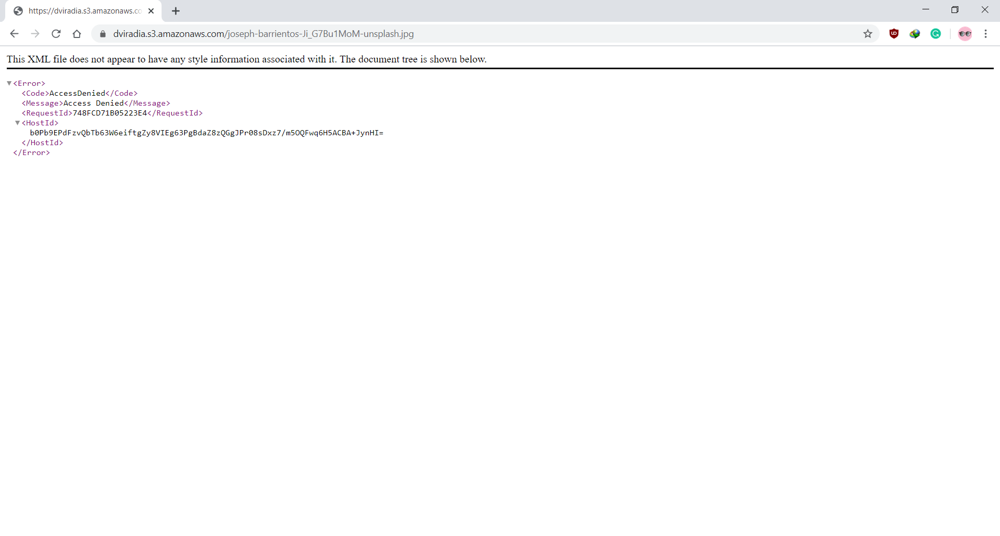 https://dviradia.s3.amazonaws.co
dviradia.s3.amazonaws.com/joseph-barrientos-Ji_G7Bu1MoM-unsplash.jpg
This XML file does not appear to have any style information associated with it. The document tree is shown below.
<Error>
<Code>AccessDenied</Code>
<Message>Access Denied</Message>
<RequestId>748FCD71B05223E4</RequestId>
<HostId>
b0Pb9EPdFzvQbTb63W6eiftgZy8VIEg63PgBdaZ8zQGgJPr08sDxz7/m5OQFwq6H5ACBA+JynHI=
</HostId>
</Error>